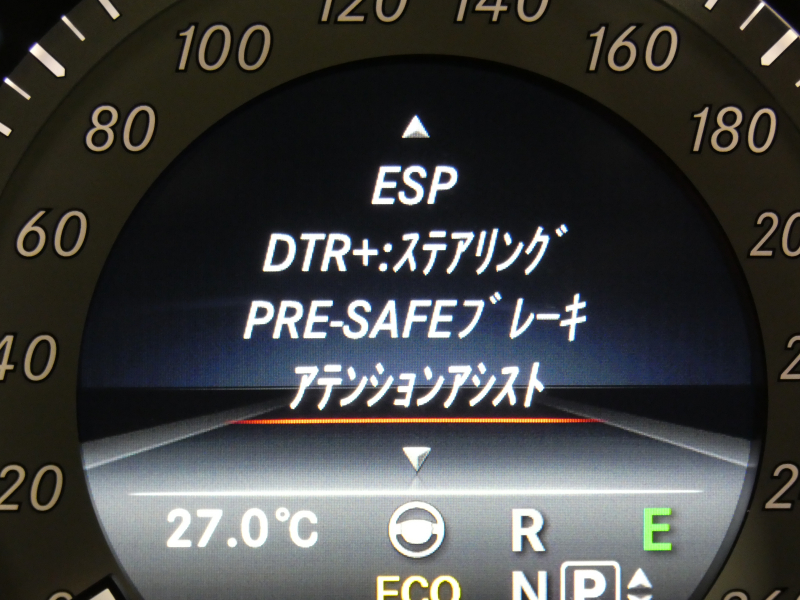 120 140
100 160
80 180
60
ESP
DTR+:ステアリング
PRE-SAFEブレーキ
40
アテンションアシスト
20
27.0℃ R E
ECO N P